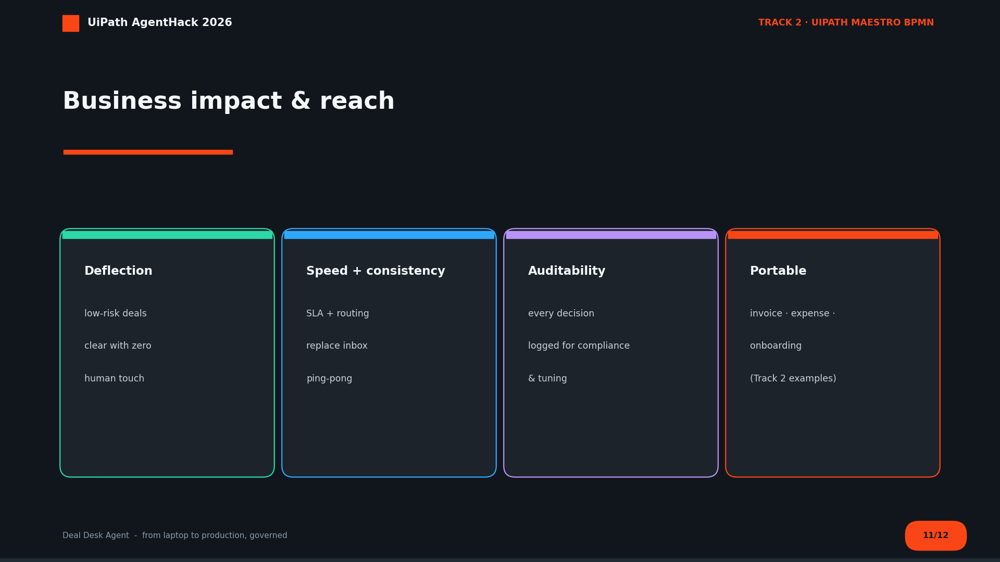 UiPath AgentHack 2026
TRACK 2 · UIPATH MAESTRO BPMN
Business impact & reach
Deflection
low-risk deals
clear with zero
human touch
Speed + consistency
SLA + routing
replace inbox
ping-pong
Auditability
every decision
logged for compliance
& tuning
Portable
invoice · expense ·
onboarding
(Track 2 examples)
Deal Desk Agent - from laptop to production, governed
11/12